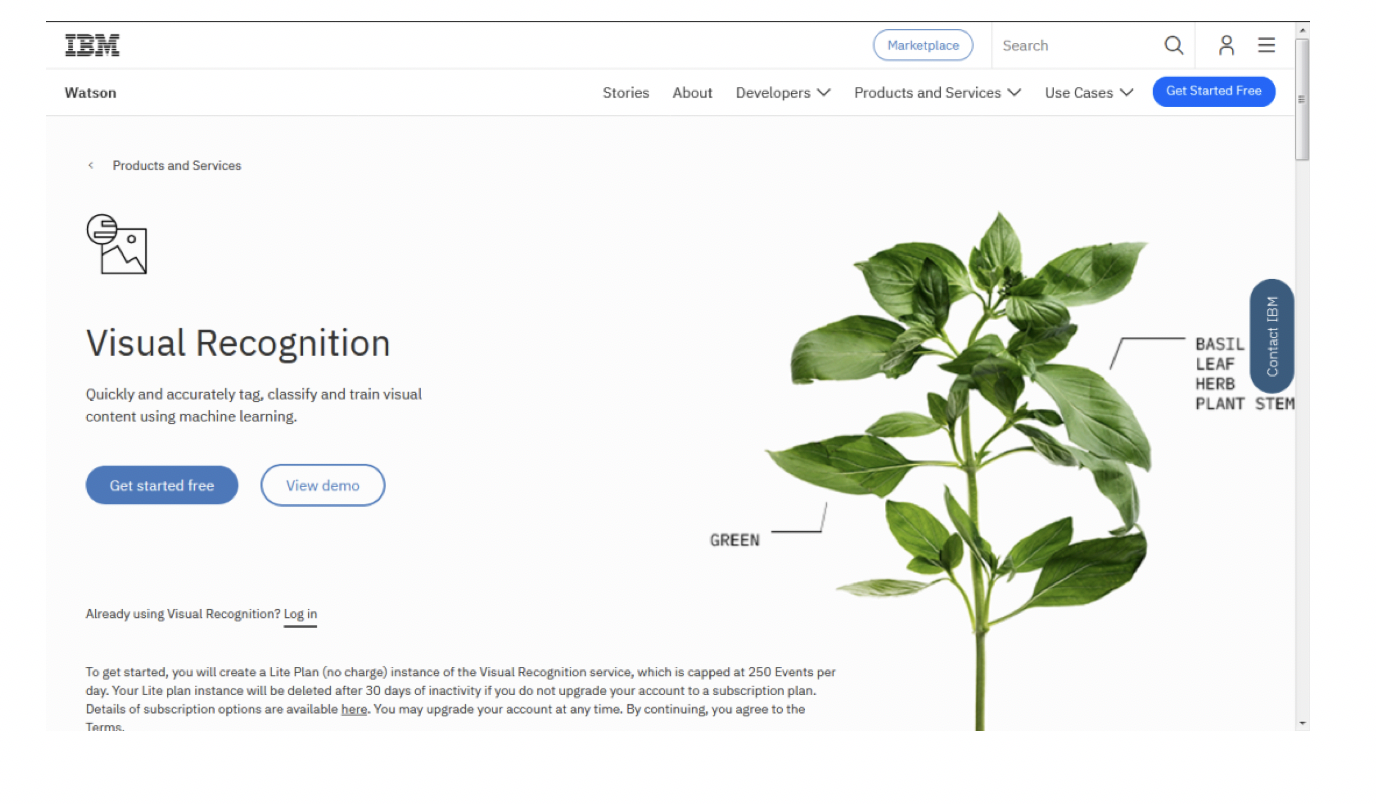 IBM
Marketplace
Search
Watson
Stories
About
Developers
Products and Services
Use Cases
Get Started Free
Products and Services
Visual Recognition
Quickly and accurately tag, classify and train visual
content using machine learning.
Get started free
View demo
Already using Visual Recognition? Log in
To get started, you will create a Lite Plan (no charge) instance of the Visual Recognition service, which is capped at 250 Events per
day. Your Lite plan instance will be deleted after 30 days of inactivity if you do not upgrade your account to a subscription plan.
Details of subscription options are available here. You may upgrade your account at any time. By continuing, you agree to the
Terms.
GREEN
BASIL
LEAF
HERB
PLANT STEM
Contact IBM